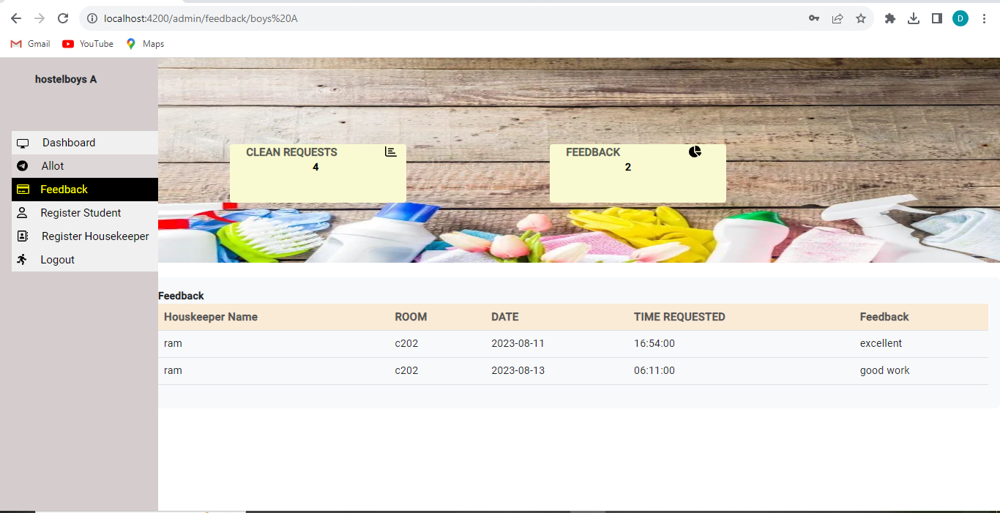 localhost:4200/admin/feedback/boys%20A
D
Gmail YouTube Maps
hostelboys A
Dashboard
Allot
Feedback
Register Student
Register Housekeeper
Logout
CLEAN REQUESTS
4
FEEDBACK
2
Feedback
Houskeeper Name ROOM DATE TIME REQUESTED Feedback
ram c202 2023-08-11 16:54:00 excellent
ram c202 2023-08-13 06:11:00 good work